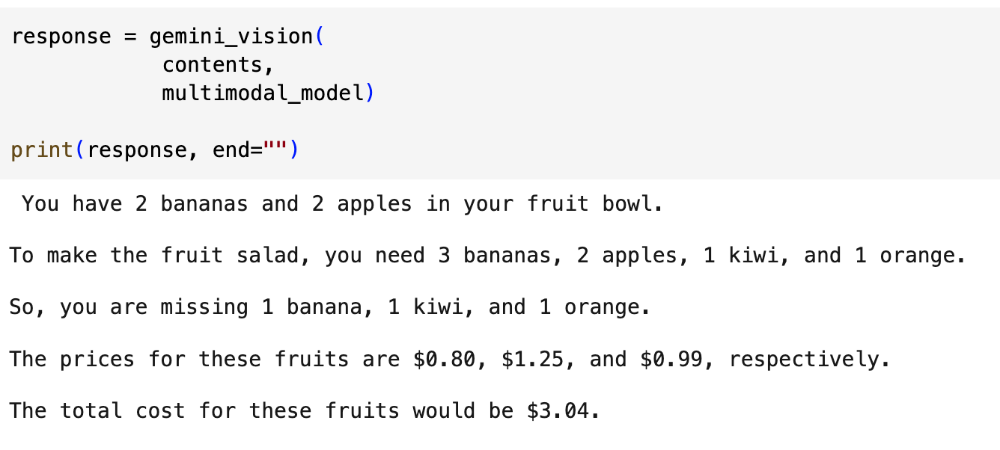 response = gemini_vision(
            contents,
            multimodal_model)
print(response, end="")
You have 2 bananas and 2 apples in your fruit bowl.
To make the fruit salad, you need 3 bananas, 2 apples, 1 kiwi, and 1 orange.
So, you are missing 1 banana, 1 kiwi, and 1 orange.
The prices for these fruits are $0.80, $1.25, and $0.99, respectively.
The total cost for these fruits would be $3.04.